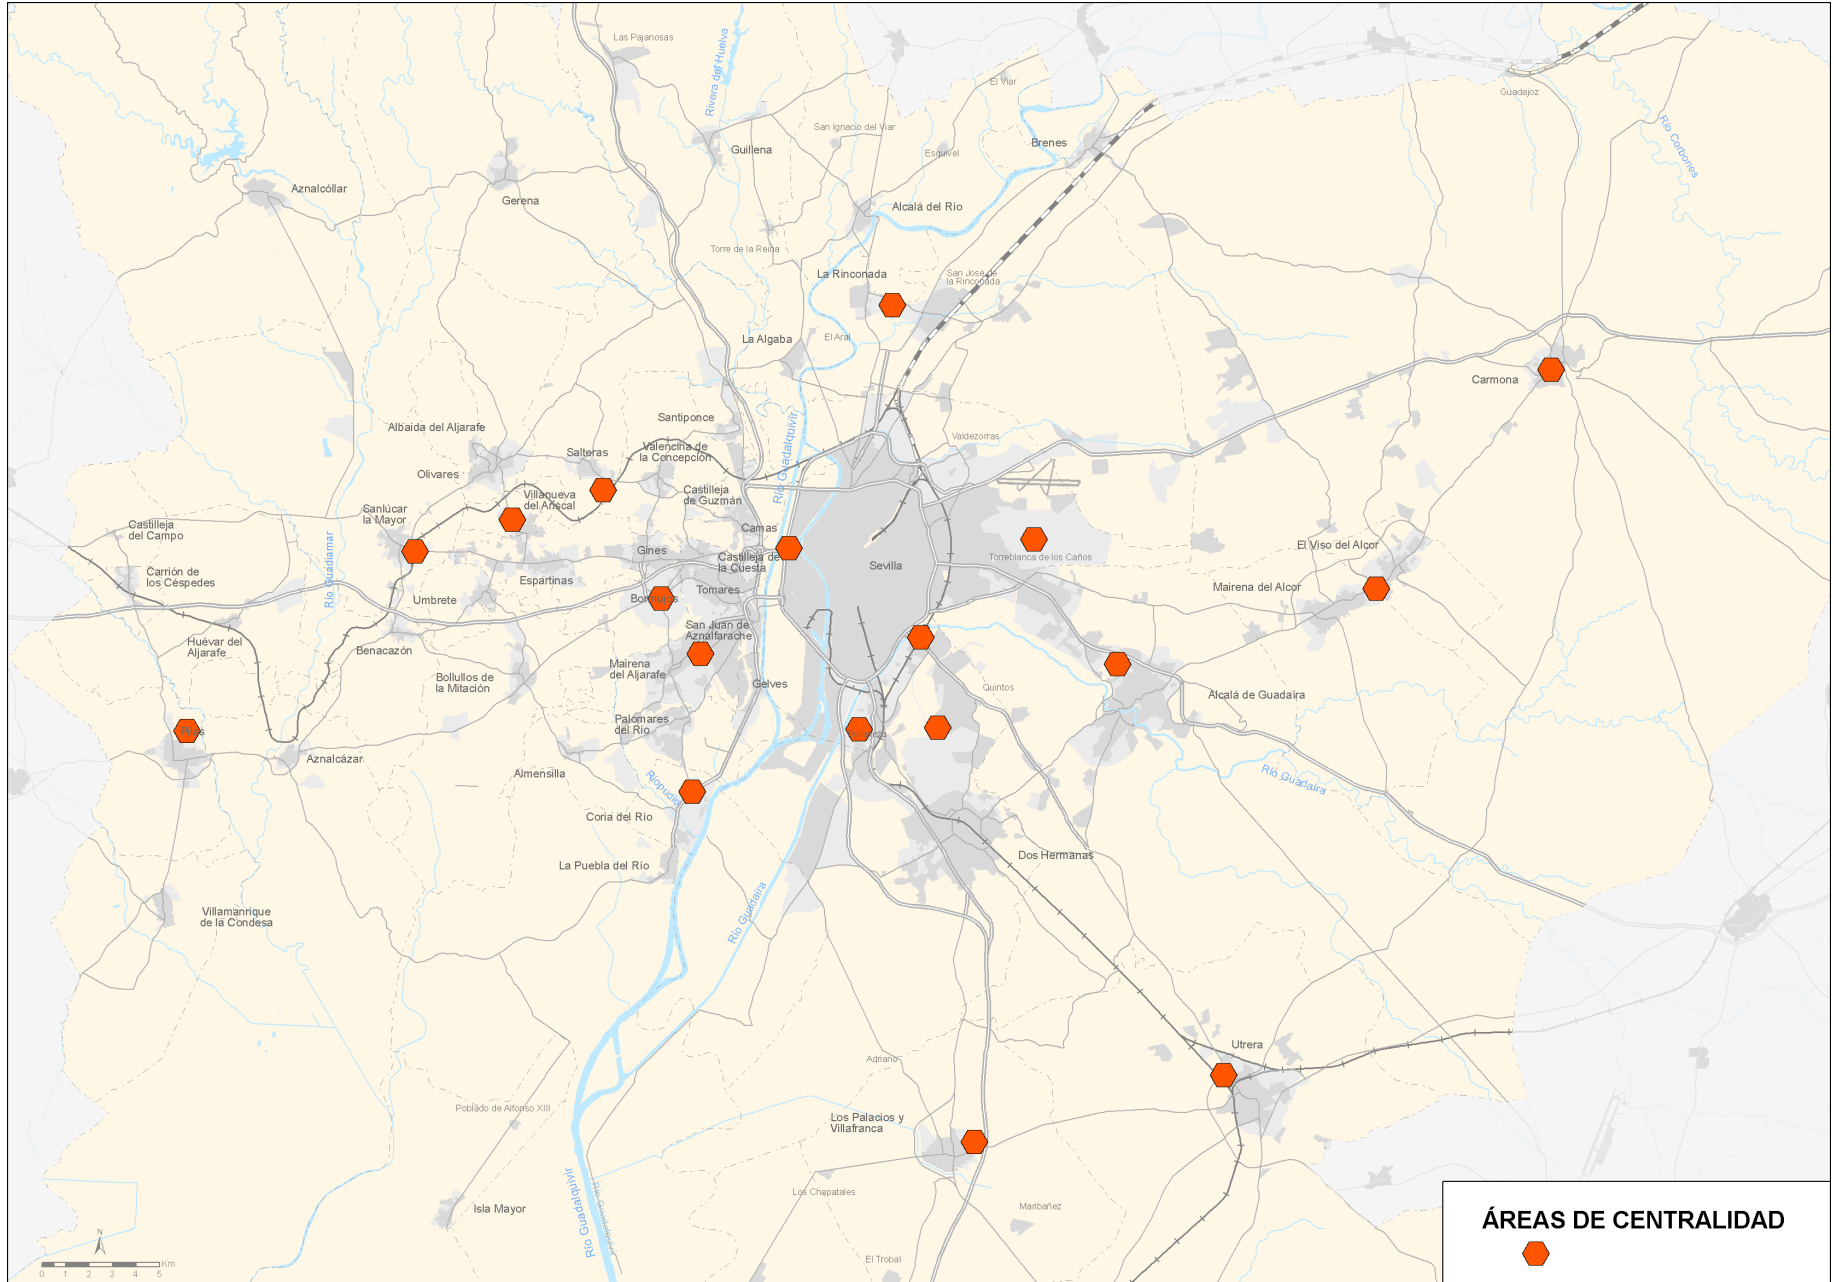 Las Pajanosas
Rivera del Huelva
El Viar
Guadajoz
San Ignacio del Viar
Brenes
Río Corbones
Guillena
Esquivel
Aznalcóllar
Gerena
Alcalá del Río
Torre de la Reina
La Rinconada
San José de
la Rinconada
La Algaba
El Aral
Carmona
Santiponce
Albaida del Aljarafe
Río Guadalquivir
Valdezorras
Salteras
Valencina de
la Concepción
Olivares
Castilleja
de Guzmán
Villanueva
del Ariscal
Sanlúcar
la Mayor
Castilleja
del Campo
Camas
El Viso del Alcor
Gines
Castilleja de
la Cuesta
Sevilla
Torreblanca de los Caños
Carrión de
los Céspedes
Río Guadiamar
Espartinas
Tomares
Mairena del Alcor
Umbrete
Bormujos
San Juan de
Aznalfarache
Huévar del
Aljarafe
Benacazón
Mairena
del Aljarafe
Bollullos de
la Mitación
Gelves
Quintos
Alcalá de Guadaira
Palomares
del Río
Pilas
Bellavista
Aznalcázar
Almensilla
Riopudio
Río Guadaira
Coria del Río
Dos Hermanas
La Puebla del Río
Villamanrique
de la Condesa
Río Guadaira
Utrera
Adriano
Poblado de Alfonso XIII
Los Palacios y
Villafranca
Los Chapatales
Maribañez
Isla Mayor
Río Guadalquivir
Río Guadalquivir
El Trobal
ÁREAS DE CENTRALIDAD
N
Km.
0 1 2 3 4 5